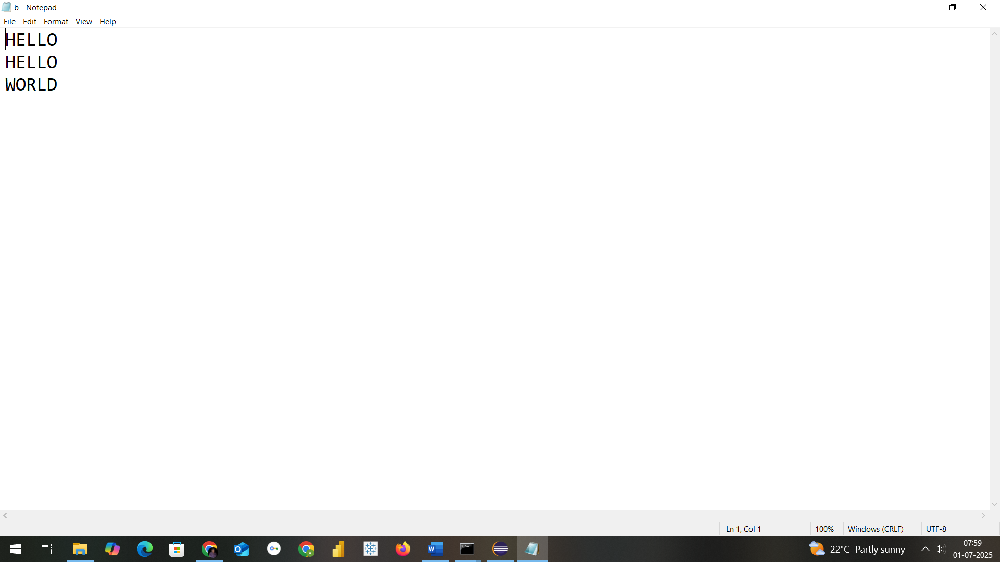 b - Notepad
File Edit Format View Help
HELLO
HELLO
WORLD
Ln 1, Col 1 100% Windows (CRLF) UTF-8
22°C Partly sunny
07:59
01-07-2025